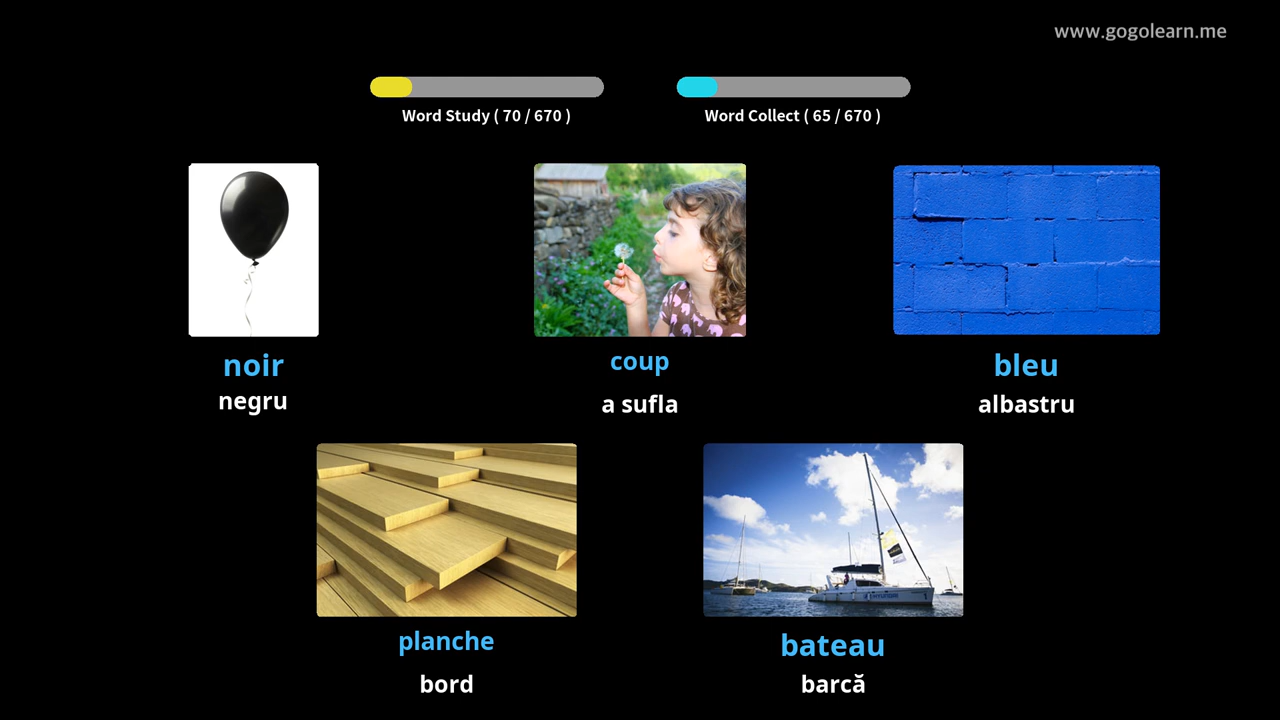 www.gogolearn.me
Word Study ( 70 / 670 )
Word Collect ( 65 / 670 )
noir
negru
coup
a sufla
bleu
albastru
planche
bord
bateau
barcă